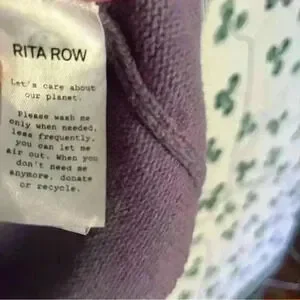 RITA ROW
Let's care about
our planet.
Please wash me
only when needed,
less frequently,
you can let me
air out. When you
don't need me
anymore, donate
or recycle.